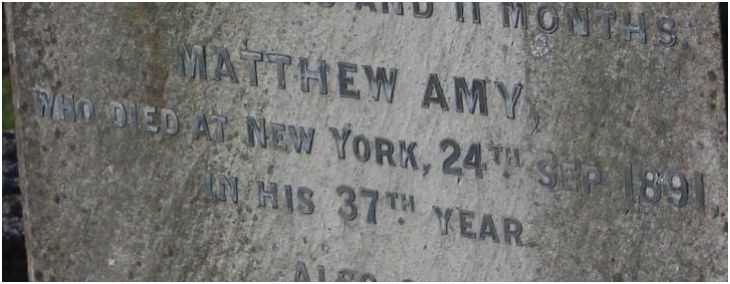 AND 11 MONTHS.
MATTHEW AMY,
WHO DIED AT NEW YORK, 24TH SEP 1891
IN HIS 37TH YEAR
ALSO